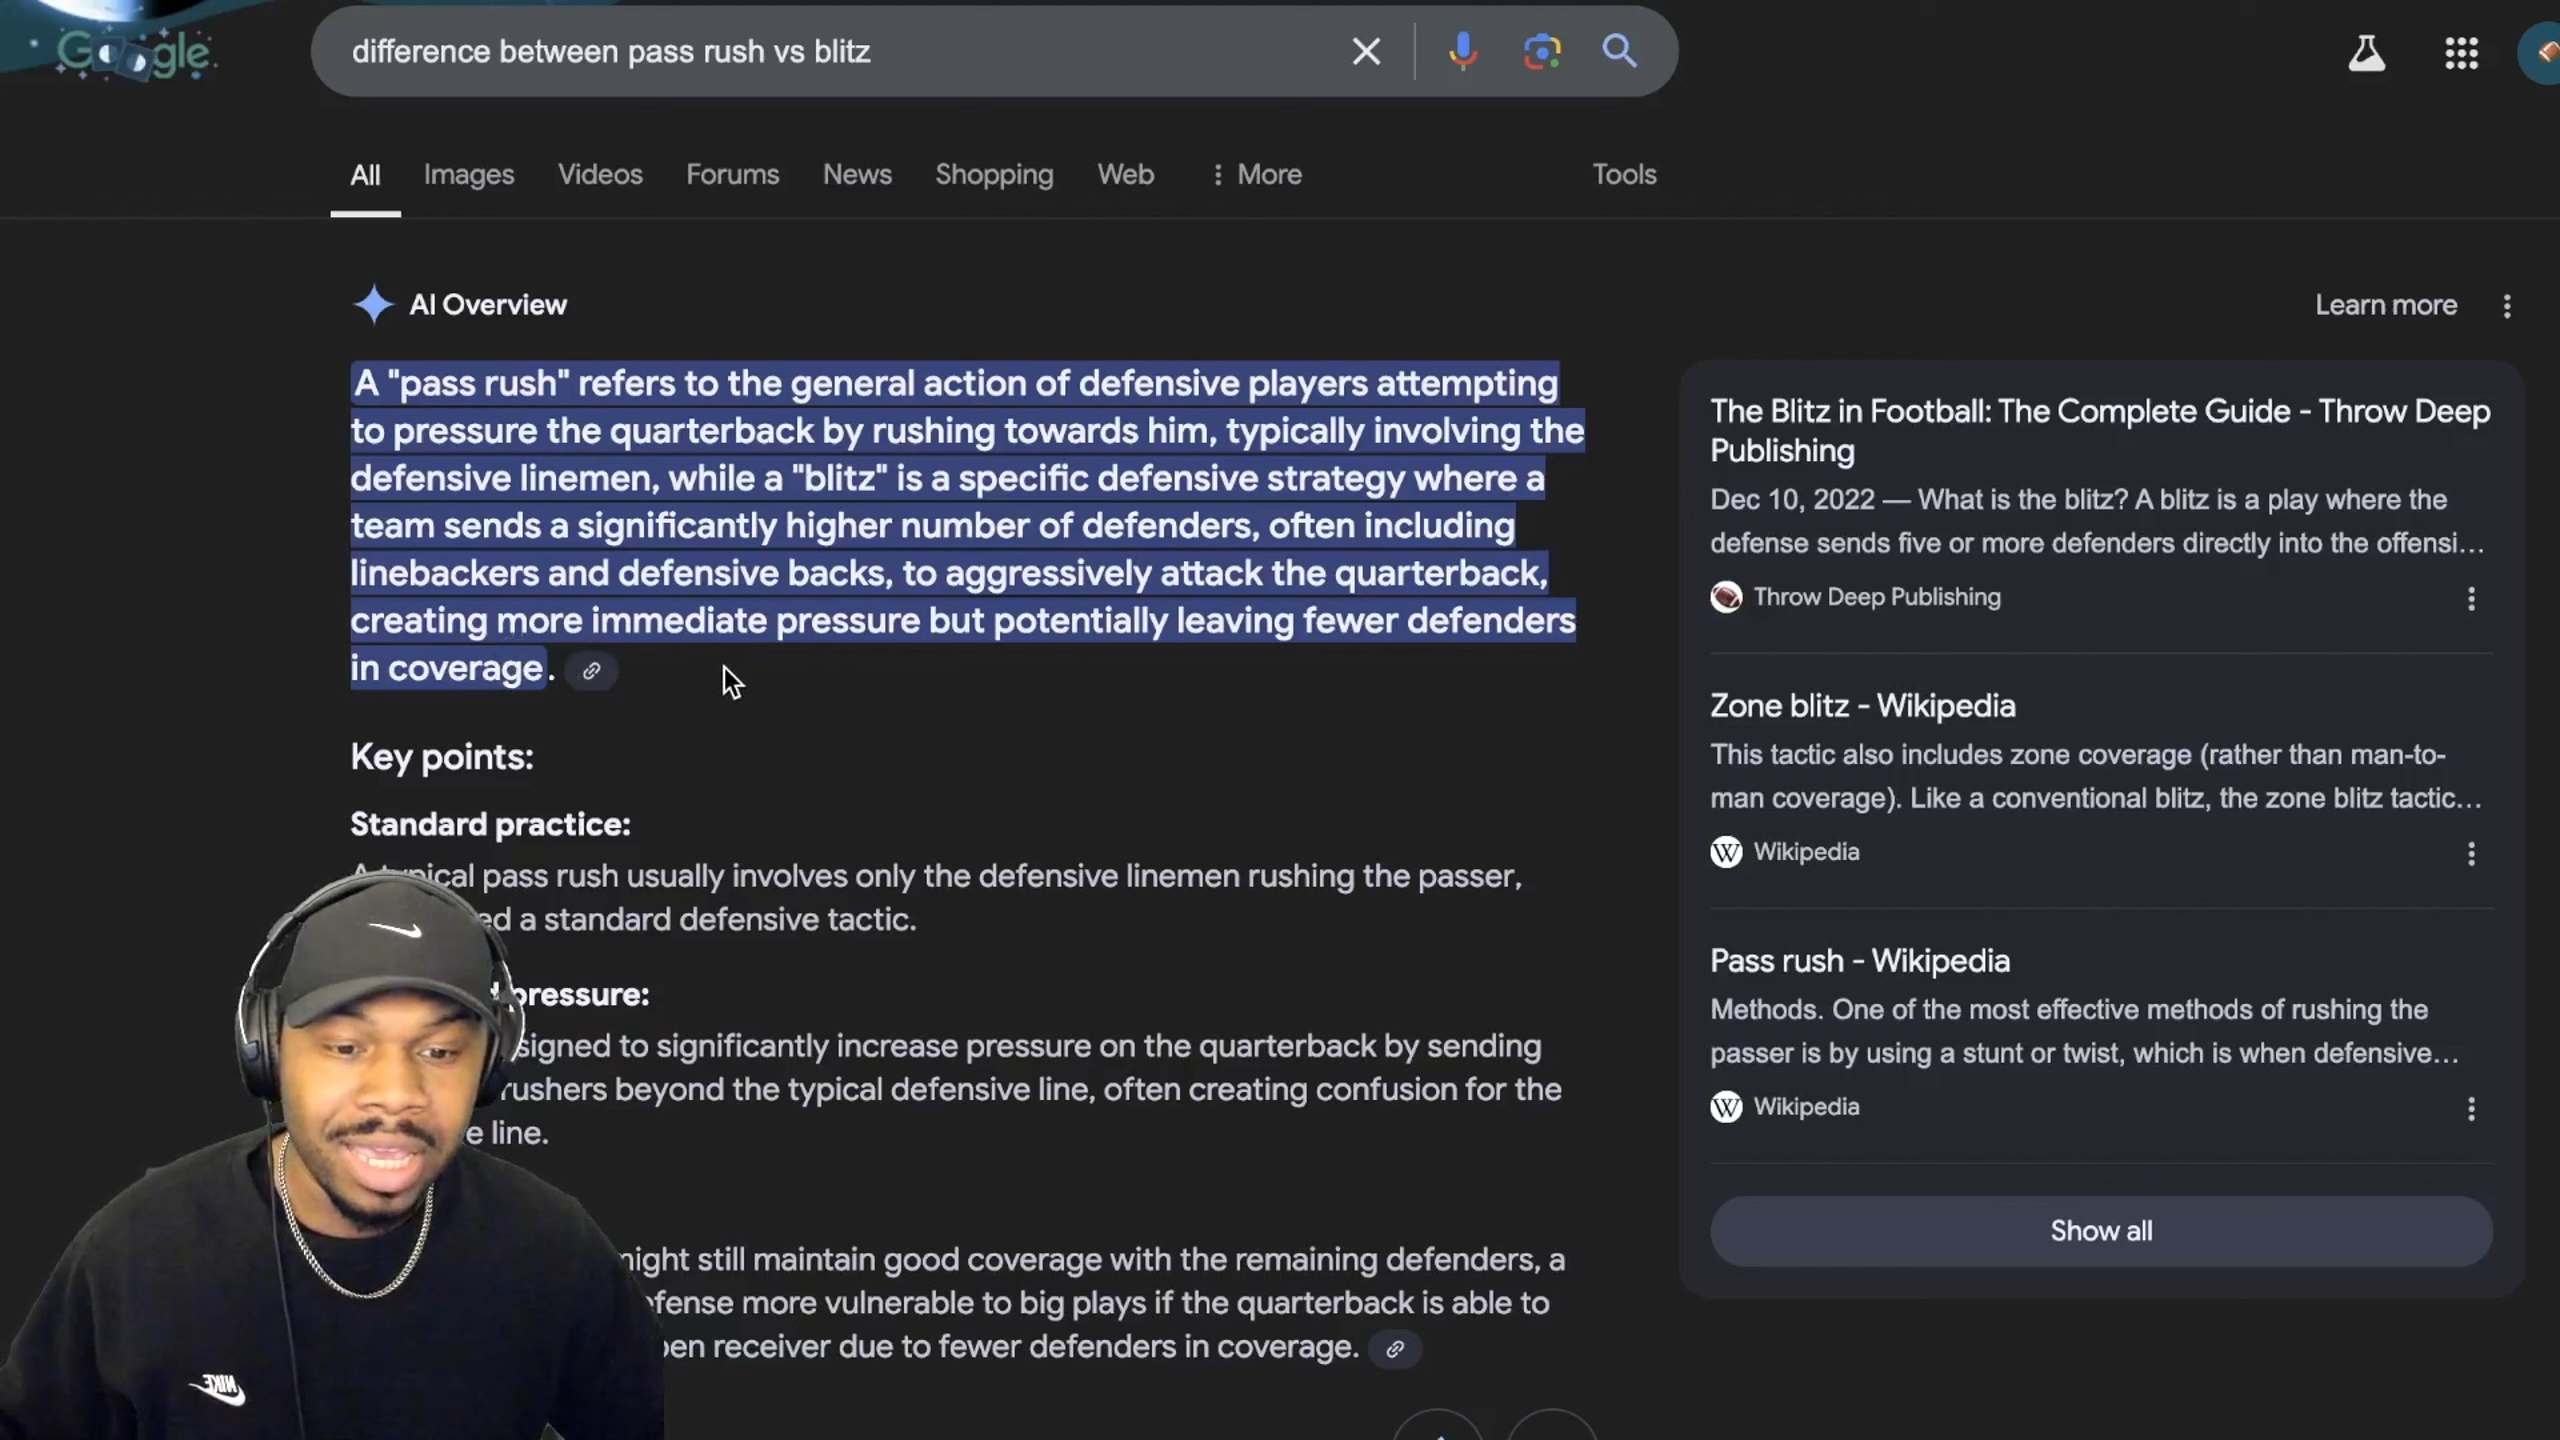 Google
difference between pass rush vs blitz
All Images Videos Forums News Shopping Web More Tools
AI Overview
Learn more
A "pass rush" refers to the general action of defensive players attempting
to pressure the quarterback by rushing towards him, typically involving the
defensive linemen, while a "blitz" is a specific defensive strategy where a
team sends a significantly higher number of defenders, often including
linebackers and defensive backs, to aggressively attack the quarterback,
creating more immediate pressure but potentially leaving fewer defenders
in coverage.
Key points:
Standard practice:
A typical pass rush usually involves only the defensive linemen rushing the passer,
a standard defensive tactic.
pressure:
to significantly increase pressure on the quarterback by sending
rushers beyond the typical defensive line, often creating confusion for the
line.
still maintain good coverage with the remaining defenders, a
more vulnerable to big plays if the quarterback is able to
receiver due to fewer defenders in coverage.
The Blitz in Football: The Complete Guide - Throw Deep
Publishing
Dec 10, 2022 — What is the blitz? A blitz is a play where the
defense sends five or more defenders directly into the offensi...
Throw Deep Publishing
Zone blitz - Wikipedia
This tactic also includes zone coverage (rather than man-to-
man coverage). Like a conventional blitz, the zone blitz tactic...
W Wikipedia
Pass rush - Wikipedia
Methods. One of the most effective methods of rushing the
passer is by using a stunt or twist, which is when defensive...
W Wikipedia
Show all
NIKE